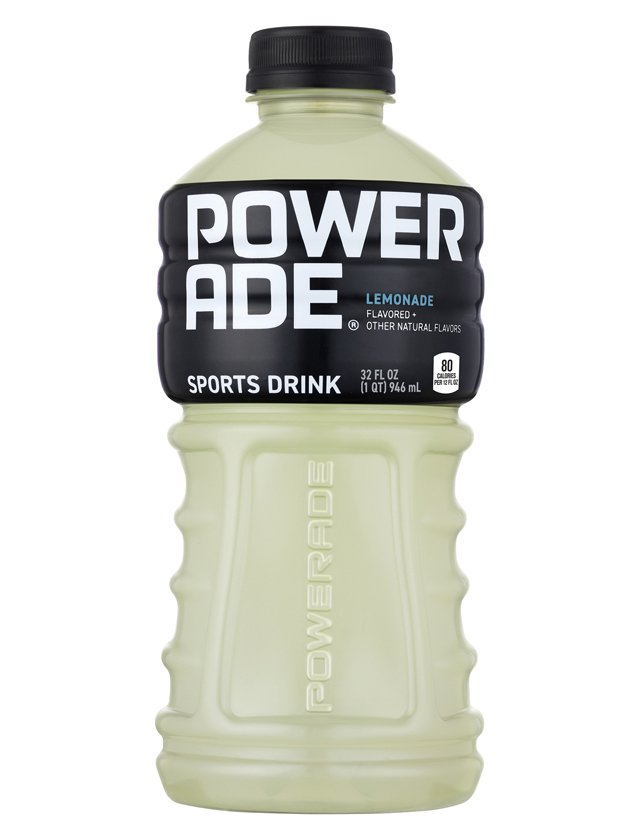 POWER
ADE®
LEMONADE
FLAVORED +
OTHER NATURAL FLAVORS
SPORTS DRINK
32 FL OZ
(1 QT) 946 mL
80
CALORIES
PER 12 FL OZ
POWERADE